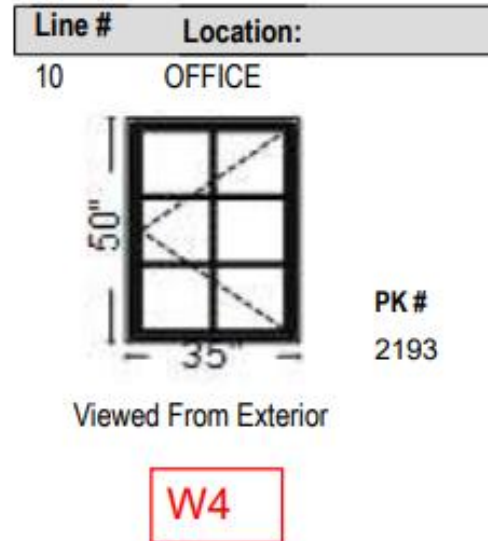 Line # Location:
10 OFFICE
50"
35"
PK #
2193
Viewed From Exterior
W4